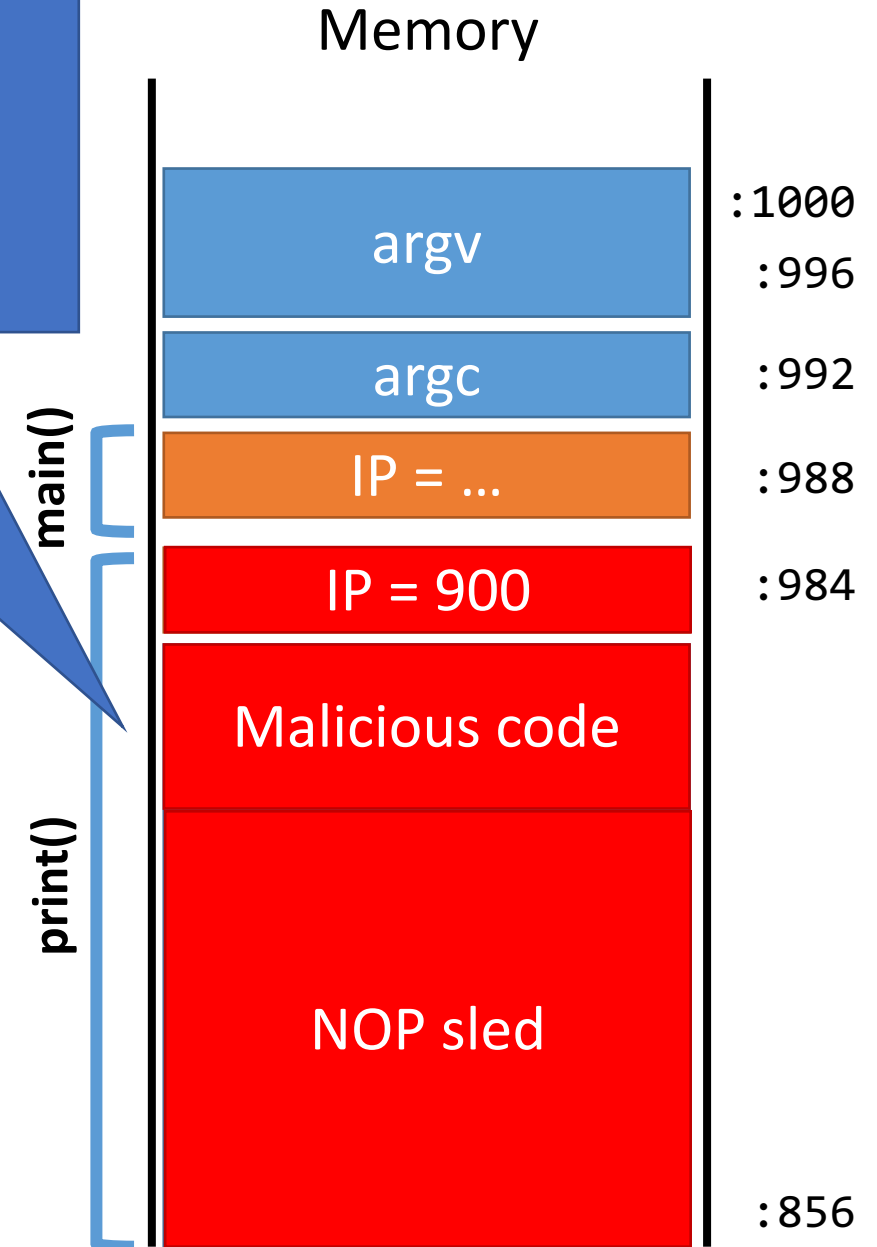 Memory
argv
:1000
:996
argc
:992
main()
IP = …
:988
IP = 900
:984
Malicious code
print()
NOP sled
:856